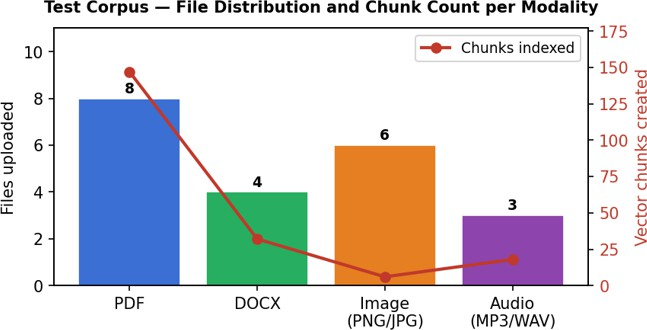 Test Corpus — File Distribution and Chunk Count per Modality
Files uploaded
10
8
6
4
2
0
8
4
6
3
Chunks indexed
175
150
125
100
75
50
25
0
Vector chunks created
PDF
DOCX
Image
(PNG/JPG)
Audio
(MP3/WAV)